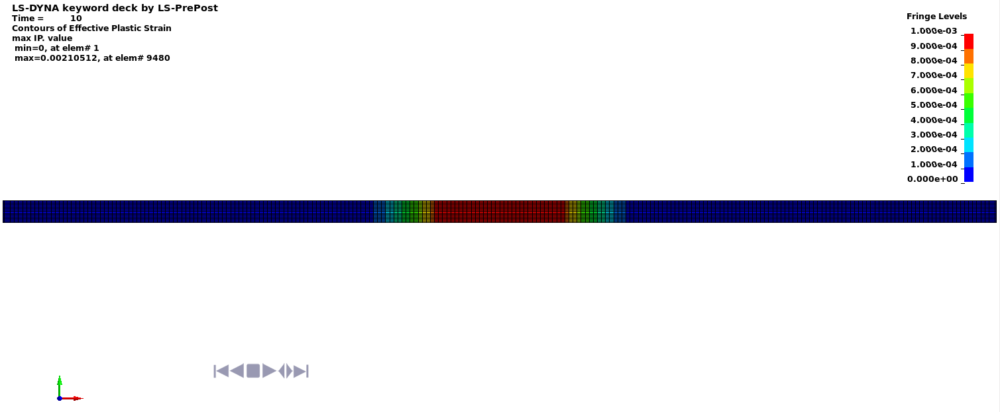 LS-DYNA keyword deck by LS-PrePost
Time = 10
Contours of Effective Plastic Strain
max IP. value
min=0, at elem# 1
max=0.00210512, at elem# 9480
Fringe Levels
1.000e-03
9.000e-04
8.000e-04
7.000e-04
6.000e-04
5.000e-04
4.000e-04
3.000e-04
2.000e-04
1.000e-04
0.000e+00